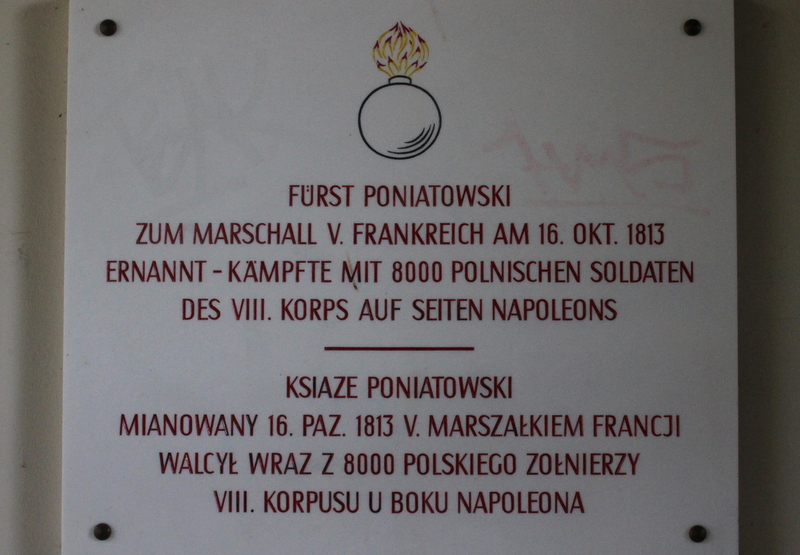 FÜRST PONIATOWSKI
ZUM MARSCHALL V. FRANKREICH AM 16. OKT. 1813
ERNANNT - KÄMPFTE MIT 8000 POLNISCHEN SOLDATEN
DES VIII. KORPS AUF SEITEN NAPOLEONS
KSIAZE PONIATOWSKI
MIANOWANY 16. PAZ. 1813 V. MARSZAŁKIEM FRANCJI
WALCYŁ WRAZ Z 8000 POLSKIEGO ZOŁNIERZY
VIII. KORPUSU U BOKU NAPOLEONA